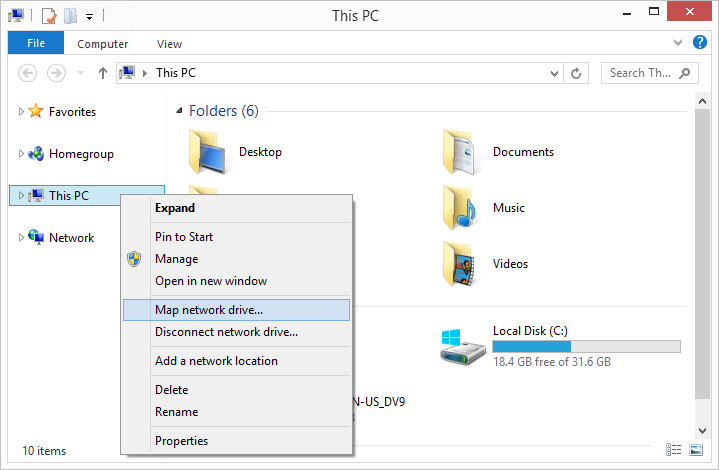 This PC
File Computer View
This PC Search Th...
Favorites
Homegroup
This PC
Network
Folders (6)
Desktop Documents
Music
Videos
Expand
Pin to Start
Manage
Open in new window
Map network drive...
Disconnect network drive...
Add a network location
Delete
Rename
Properties
Local Disk (C:)
18.4 GB free of 31.6 GB
N-US_DV9
10 items